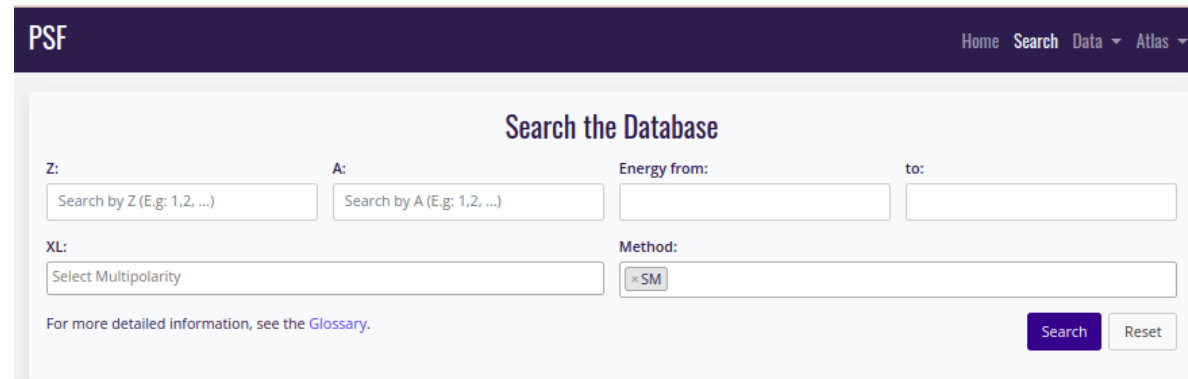 PSF
Home Search Data Atlas
Search the Database
Z: A: Energy from: to:
Search by Z (E.g: 1,2, ...) Search by A (E.g: 1,2, ...)
XL: Method:
Select Multipolarity ×SM
For more detailed information, see the Glossary.
Search Reset